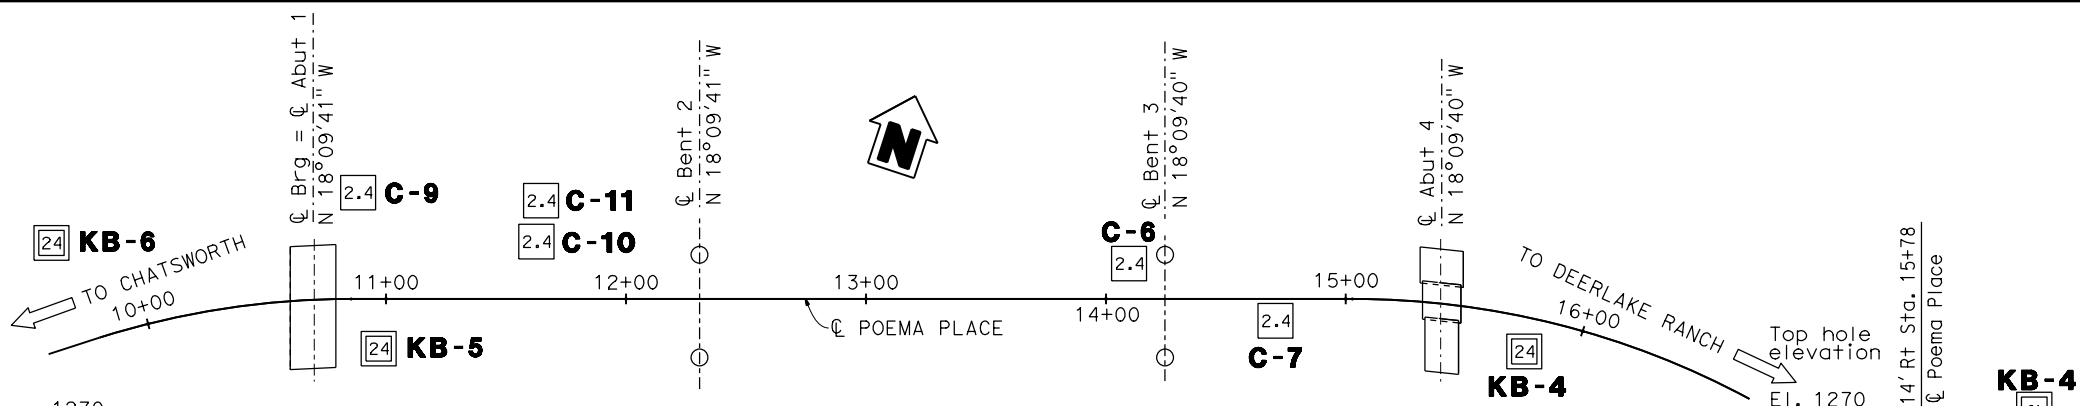 ℄ Brg = ℄ Abut 1
N 18°09'41" W
℄ Bent 2
N 18°09'41" W
N
℄ Bent 3
N 18°09'40" W
℄ Abut 4
N 18°09'40" W
2.4 C-9
2.4 C-11
2.4 C-10
C-6
2.4
24 KB-6
TO CHATSWORTH
10+00
11+00
12+00
13+00
14+00
15+00
16+00
℄ POEMA PLACE
24 KB-5
2.4
C-7
24
KB-4
TO DEERLAKE RANCH
Top hole
elevation
El. 1270
14' Rt Sta. 15+78
℄ Poema Place
KB-4
1270